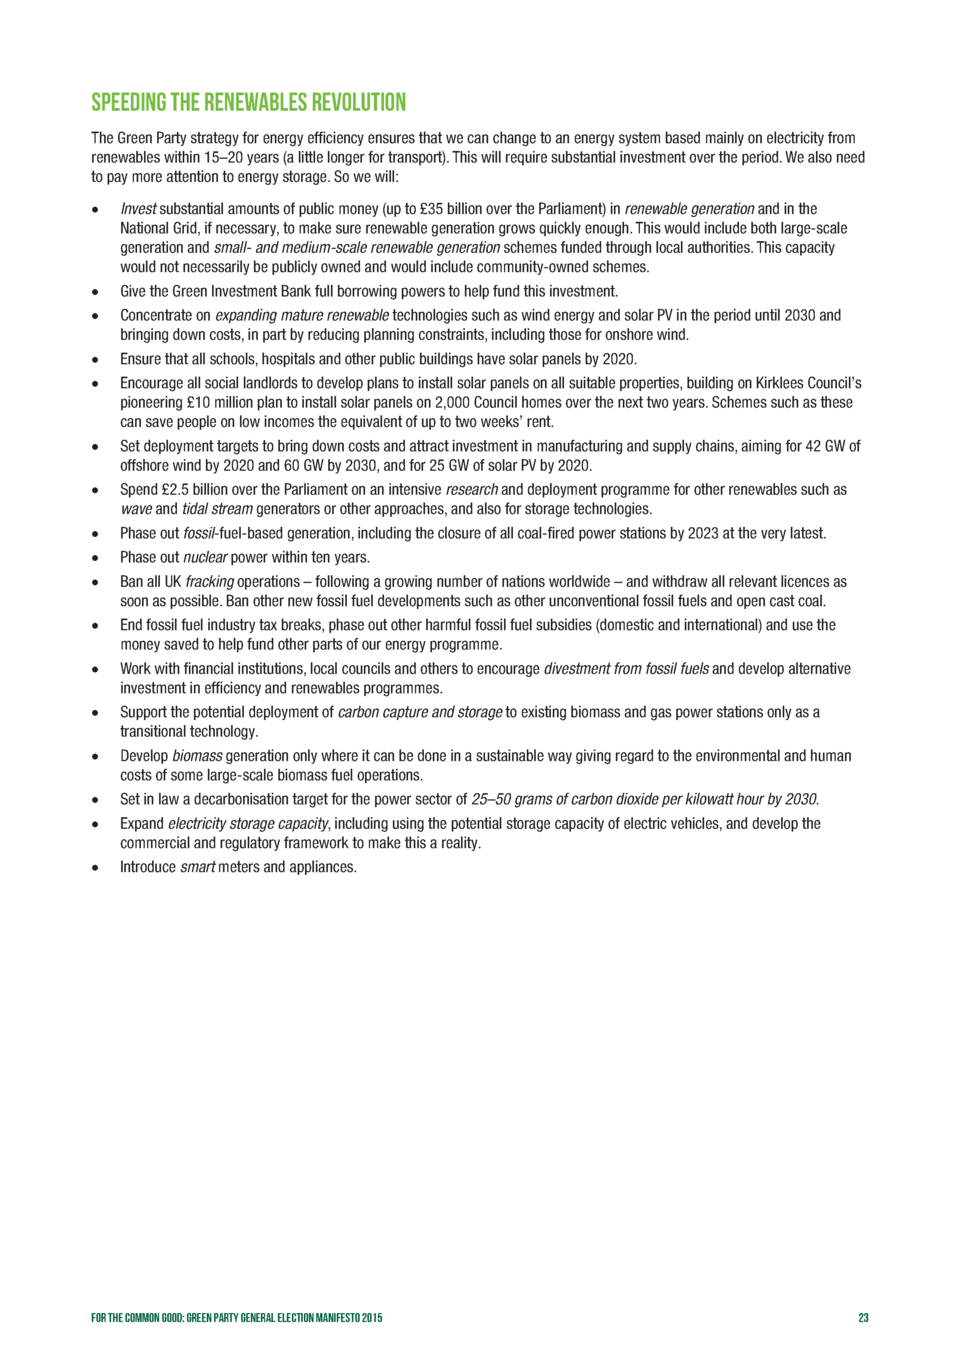 SPEEDING THE RENEWABLES REVOLUTION
The Green Party strategy for energy efficiency ensures that we can change to an energy system based mainly on electricity from
renewables within 15–20 years (a little longer for transport). This will require substantial investment over the period. We also need
to pay more attention to energy storage. So we will:
• Invest substantial amounts of public money (up to £35 billion over the Parliament) in renewable generation and in the
National Grid, if necessary, to make sure renewable generation grows quickly enough. This would include both large-scale
generation and small- and medium-scale renewable generation schemes funded through local authorities. This capacity
would not necessarily be publicly owned and would include community-owned schemes.
• Give the Green Investment Bank full borrowing powers to help fund this investment.
• Concentrate on expanding mature renewable technologies such as wind energy and solar PV in the period until 2030 and
bringing down costs, in part by reducing planning constraints, including those for onshore wind.
• Ensure that all schools, hospitals and other public buildings have solar panels by 2020.
• Encourage all social landlords to develop plans to install solar panels on all suitable properties, building on Kirklees Council’s
pioneering £10 million plan to install solar panels on 2,000 Council homes over the next two years. Schemes such as these
can save people on low incomes the equivalent of up to two weeks’ rent.
• Set deployment targets to bring down costs and attract investment in manufacturing and supply chains, aiming for 42 GW of
offshore wind by 2020 and 60 GW by 2030, and for 25 GW of solar PV by 2020.
• Spend £2.5 billion over the Parliament on an intensive research and deployment programme for other renewables such as
wave and tidal stream generators or other approaches, and also for storage technologies.
• Phase out fossil-fuel-based generation, including the closure of all coal-fired power stations by 2023 at the very latest.
• Phase out nuclear power within ten years.
• Ban all UK fracking operations – following a growing number of nations worldwide – and withdraw all relevant licences as
soon as possible. Ban other new fossil fuel developments such as other unconventional fossil fuels and open cast coal.
• End fossil fuel industry tax breaks, phase out other harmful fossil fuel subsidies (domestic and international) and use the
money saved to help fund other parts of our energy programme.
• Work with financial institutions, local councils and others to encourage divestment from fossil fuels and develop alternative
investment in efficiency and renewables programmes.
• Support the potential deployment of carbon capture and storage to existing biomass and gas power stations only as a
transitional technology.
• Develop biomass generation only where it can be done in a sustainable way giving regard to the environmental and human
costs of some large-scale biomass fuel operations.
• Set in law a decarbonisation target for the power sector of 25–50 grams of carbon dioxide per kilowatt hour by 2030.
• Expand electricity storage capacity, including using the potential storage capacity of electric vehicles, and develop the
commercial and regulatory framework to make this a reality.
• Introduce smart meters and appliances.
FOR THE COMMON GOOD: GREEN PARTY GENERAL ELECTION MANIFESTO 2015
23